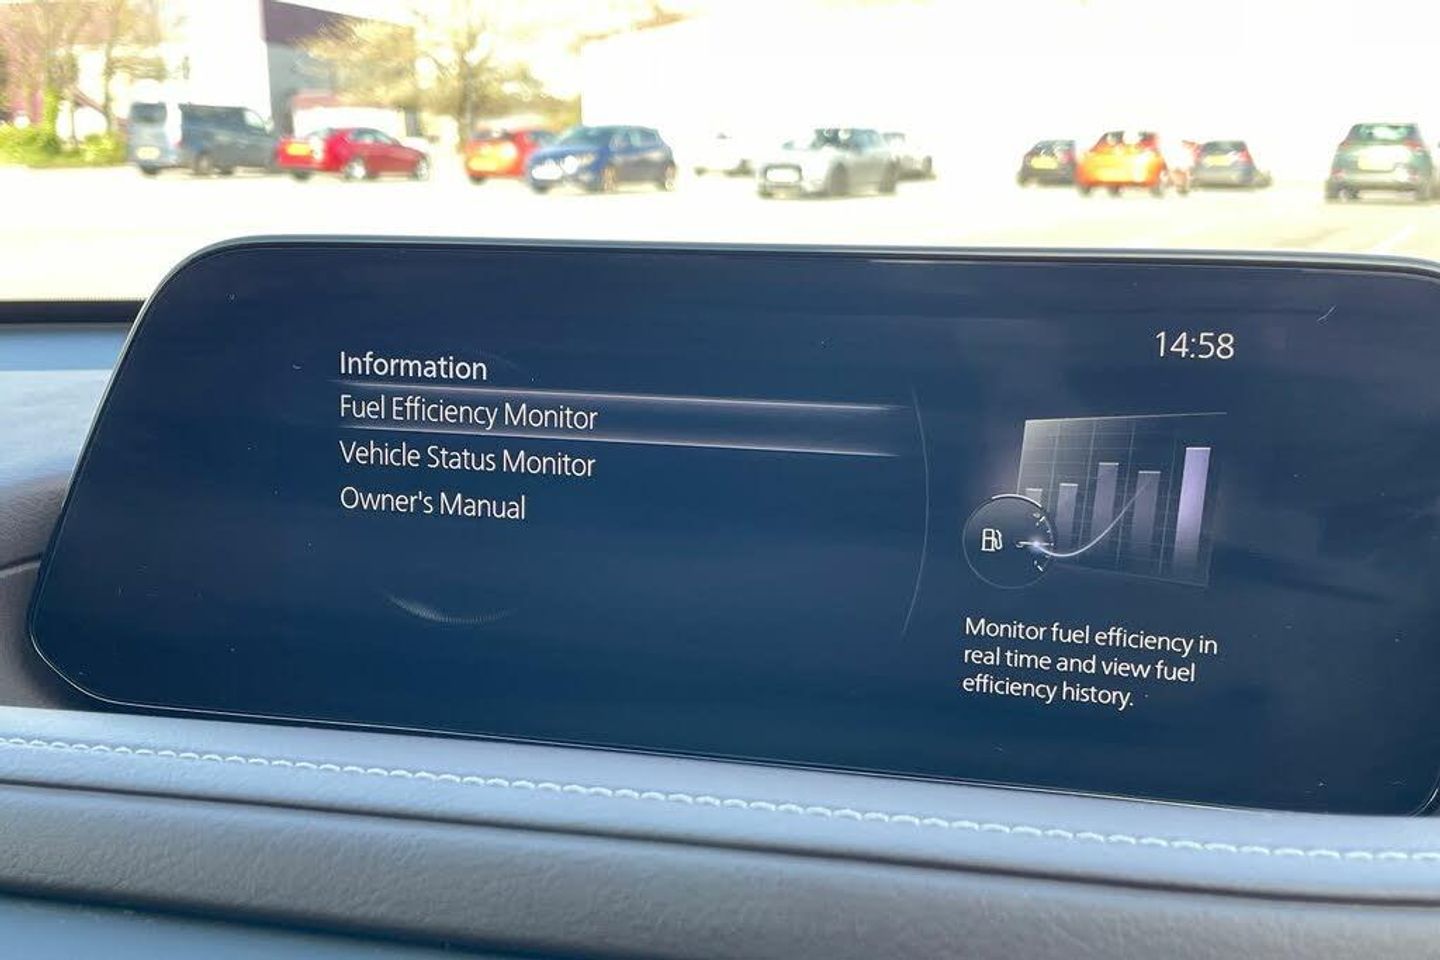 14:58
Information
Fuel Efficiency Monitor
Vehicle Status Monitor
Owner's Manual
Monitor fuel efficiency in
real time and view fuel
efficiency history.